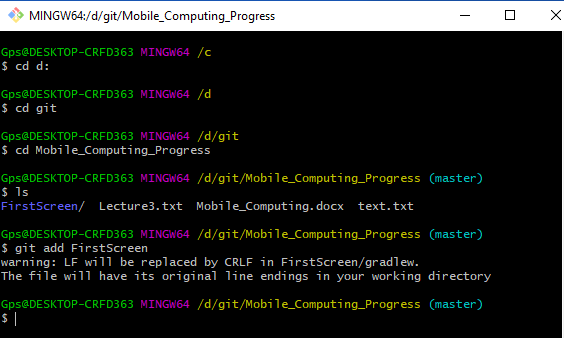 MINGW64:/d/git/Mobile_Computing_Progress
Gps@DESKTOP-CRFD363 MINGW64 /c
$ cd d:
Gps@DESKTOP-CRFD363 MINGW64 /d
$ cd git
Gps@DESKTOP-CRFD363 MINGW64 /d/git
$ cd Mobile_Computing_Progress
Gps@DESKTOP-CRFD363 MINGW64 /d/git/Mobile_Computing_Progress (master)
$ ls
FirstScreen/  Lecture3.txt  Mobile_Computing.docx  text.txt
Gps@DESKTOP-CRFD363 MINGW64 /d/git/Mobile_Computing_Progress (master)
$ git add FirstScreen
warning: LF will be replaced by CRLF in FirstScreen/gradlew.
The file will have its original line endings in your working directory
Gps@DESKTOP-CRFD363 MINGW64 /d/git/Mobile_Computing_Progress (master)
$